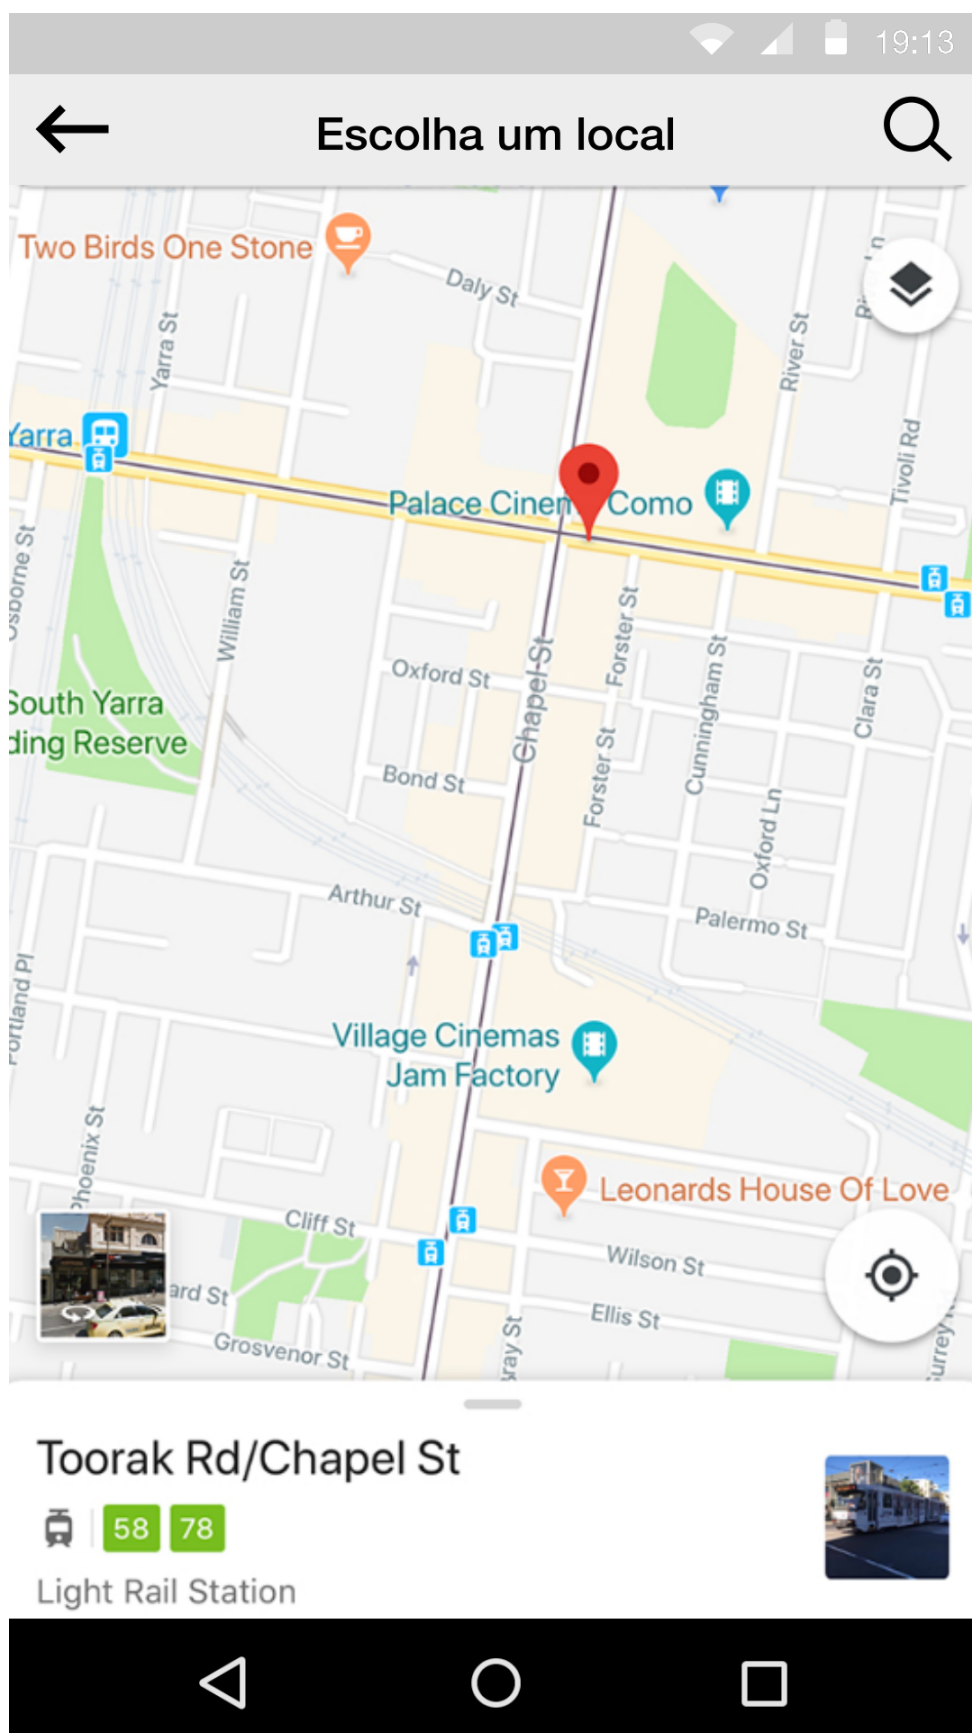 19:13
Escolha um local
Two Birds One Stone
Daly St
Yarra St
River St
Tivoli Rd
Yarra
Palace Cinem Como
Osborne St
William St
Forster St
Oxford St
Chapel St
Cunningham St
Clara St
South Yarra
ding Reserve
Bond St
Forster St
Oxford Ln
Arthur St
Palermo St
Portland Pl
Village Cinemas
Jam Factory
Phoenix St
Leonards House Of Love
Cliff St
Wilson St
ard St
Ellis St
Grosvenor St
Toorak Rd/Chapel St
58 78
Light Rail Station